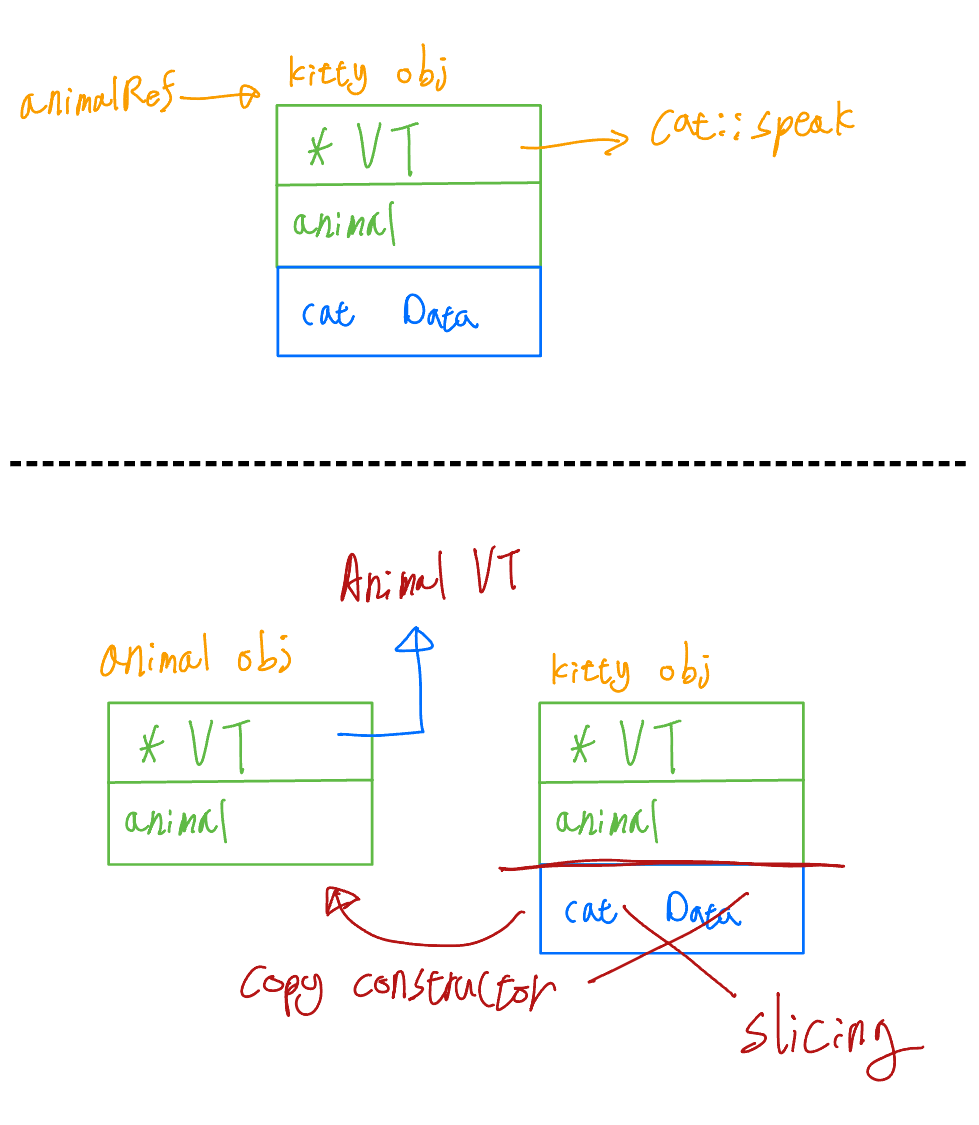 kitty obj
animalRef
* VT
Cat::speak
animal
cat Data
Animal VT
animal obj
kitty obj
* VT
* VT
animal
animal
cat Data
Copy constructor
slicing